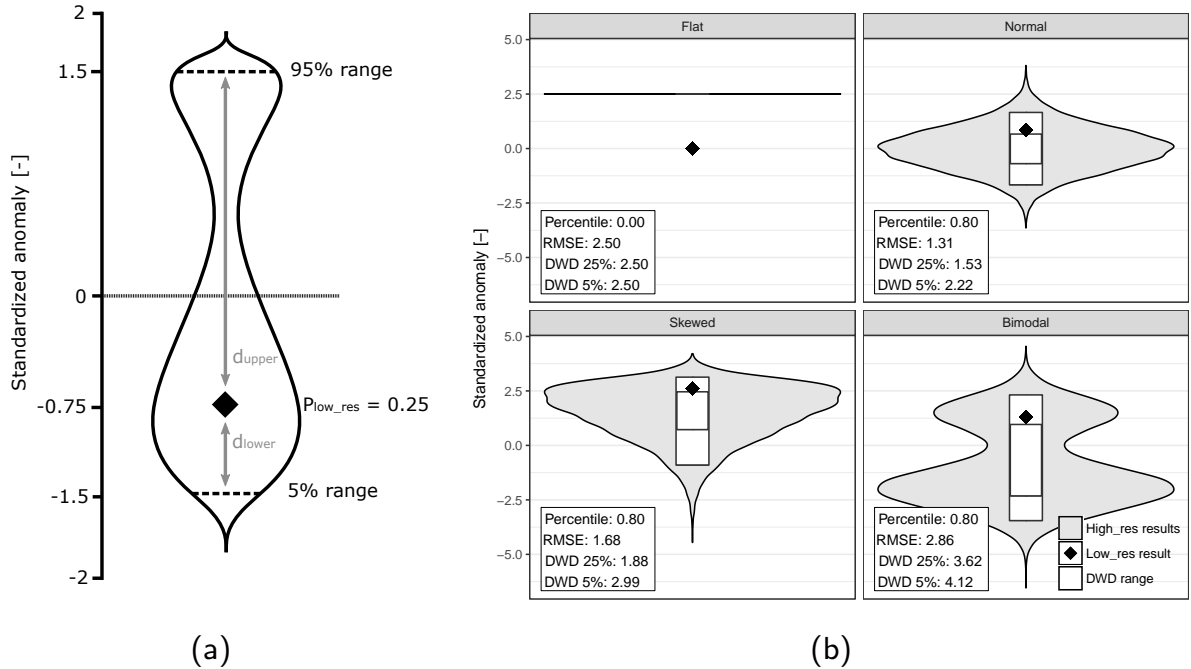 Standardized anomaly [-]
2
1.5
0
-0.75
-1.5
-2
95% range
dupper
Plow_res = 0.25
dlower
5% range
(a)
Standardized anomaly [−]
Flat
5.0
2.5
0.0
−2.5
−5.0
Percentile: 0.00
RMSE: 2.50
DWD 25%: 2.50
DWD 5%: 2.50
Normal
Percentile: 0.80
RMSE: 1.31
DWD 25%: 1.53
DWD 5%: 2.22
Skewed
5.0
2.5
0.0
−2.5
−5.0
Percentile: 0.80
RMSE: 1.68
DWD 25%: 1.88
DWD 5%: 2.99
Bimodal
Percentile: 0.80
RMSE: 2.86
DWD 25%: 3.62
DWD 5%: 4.12
High_res results
Low_res result
DWD range
(b)